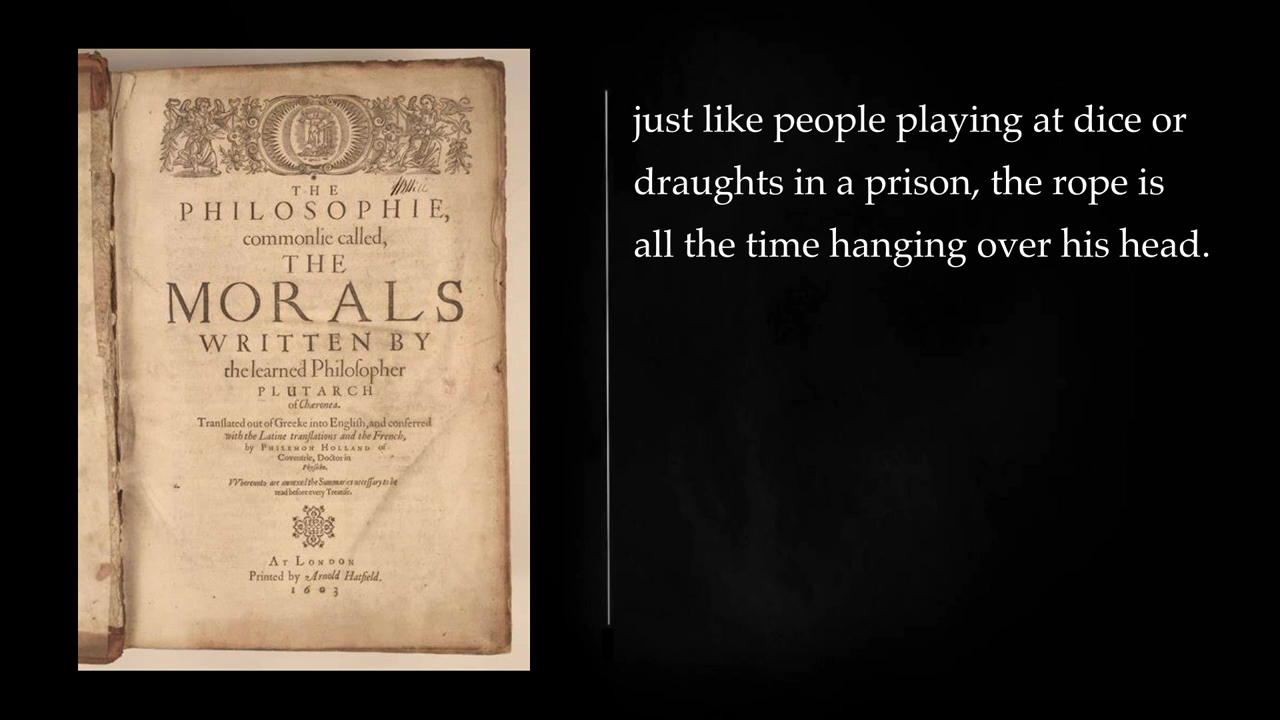 THE
PHILOSOPHIE,
commonlie called,
THE
MORALS
WRITTEN BY
the learned Philoſopher
PLUTARCH
of Chæronea.
Tranſlated out of Greeke into Engliſh, and conferred
with the Latine tranſlations and the French,
by PHILEMON HOLLAND of
Coventrie, Doctor in
Phyſicke.
VVhereunto are annexed the Summaries neceſſary to be
read before every Treatiſe.
AT LONDON
Printed by Arnold Hatfield.
1603
just like people playing at dice or
draughts in a prison, the rope is
all the time hanging over his head.